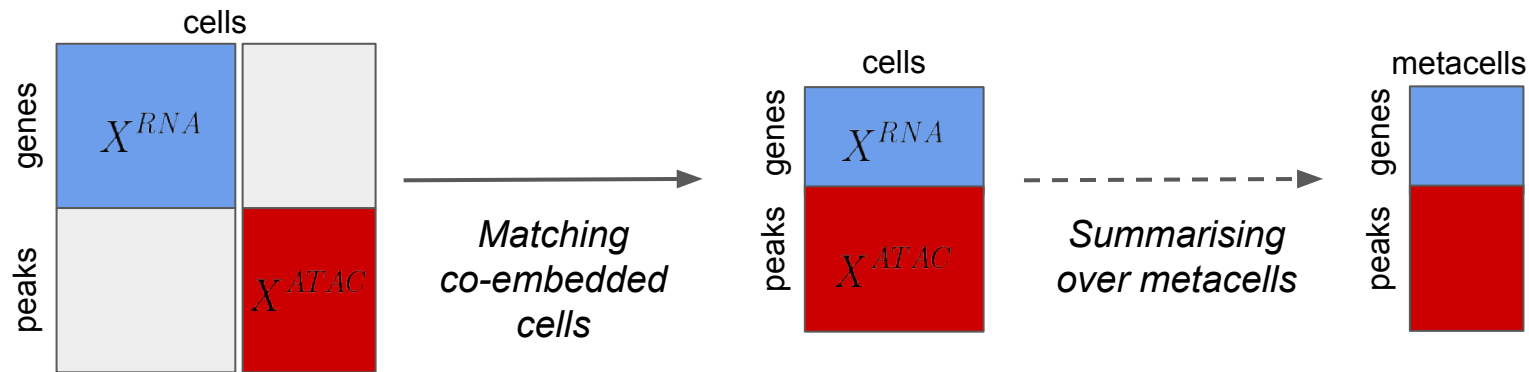 cells
genes
peaks
X^{RNA}
X^{ATAC}
Matching
co-embedded
cells
cells
genes
peaks
X^{RNA}
X^{ATAC}
Summarising
over metacells
metacells
genes
peaks